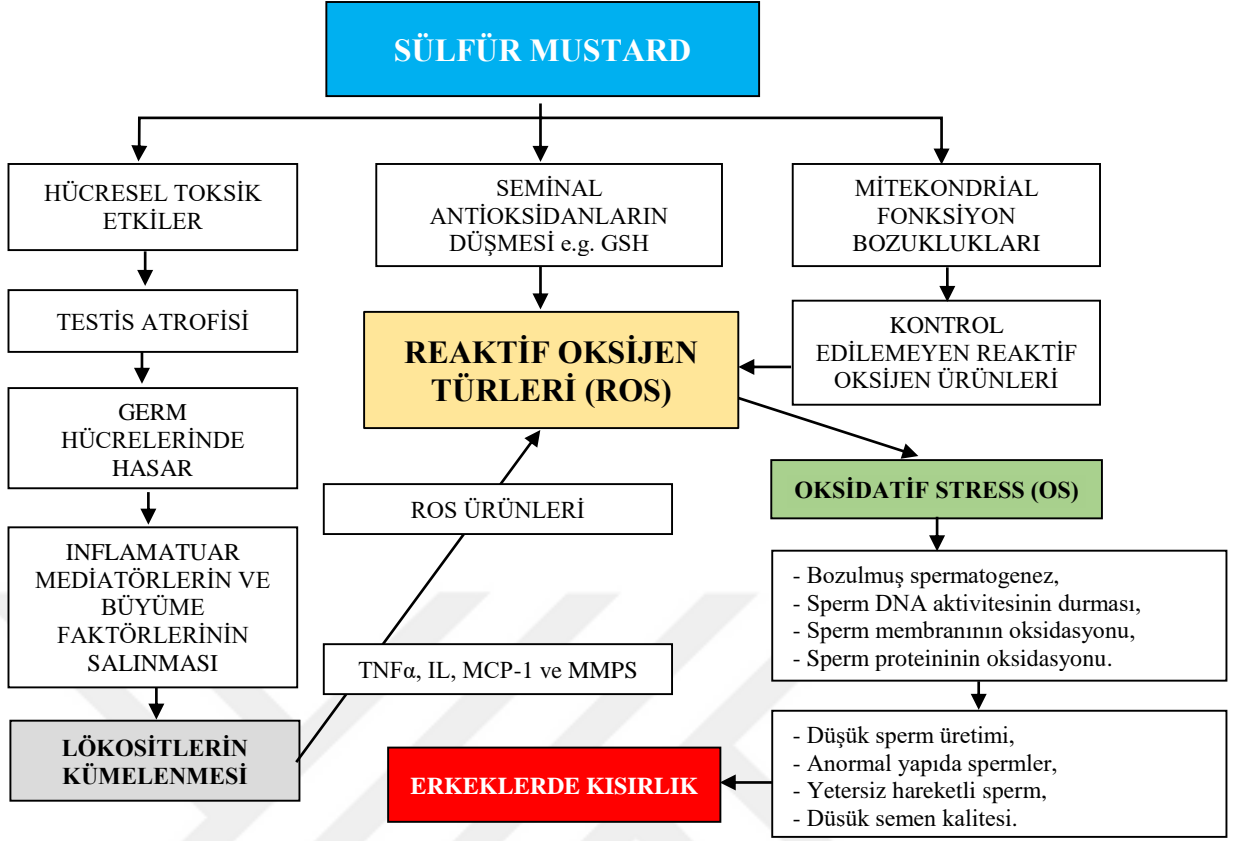 SÜLFÜR MUSTARD
HÜCRESEL TOKSİK
ETKİLER
TESTİS ATROFİSİ
GERM
HÜCRELERİNDE
HASAR
INFLAMATUAR
MEDİATÖRLERİN VE
BÜYÜME
FAKTÖRLERİNİN
SALINMASI
LÖKOSİTLERİN
KÜMELENMESİ
SEMİNAL
ANTİOKSİDANLARIN
DÜŞMESİ e.g. GSH
REAKTİF OKSİJEN
TÜRLERİ (ROS)
ROS ÜRÜNLERİ
TNFα, IL, MCP-1 ve MMPS
MİTEKONDRİAL
FONKSİYON
BOZUKLUKLARI
KONTROL
EDİLEMEYEN REAKTİF
OKSİJEN ÜRÜNLERİ
OKSİDATİF STRESS (OS)
- Bozulmuş spermatogenez,
- Sperm DNA aktivitesinin durması,
- Sperm membranının oksidasyonu,
- Sperm proteininin oksidasyonu.
- Düşük sperm üretimi,
- Anormal yapıda spermler,
- Yetersiz hareketli sperm,
- Düsük semen kalitesi.
ERKEKLERDE KISIRLIK